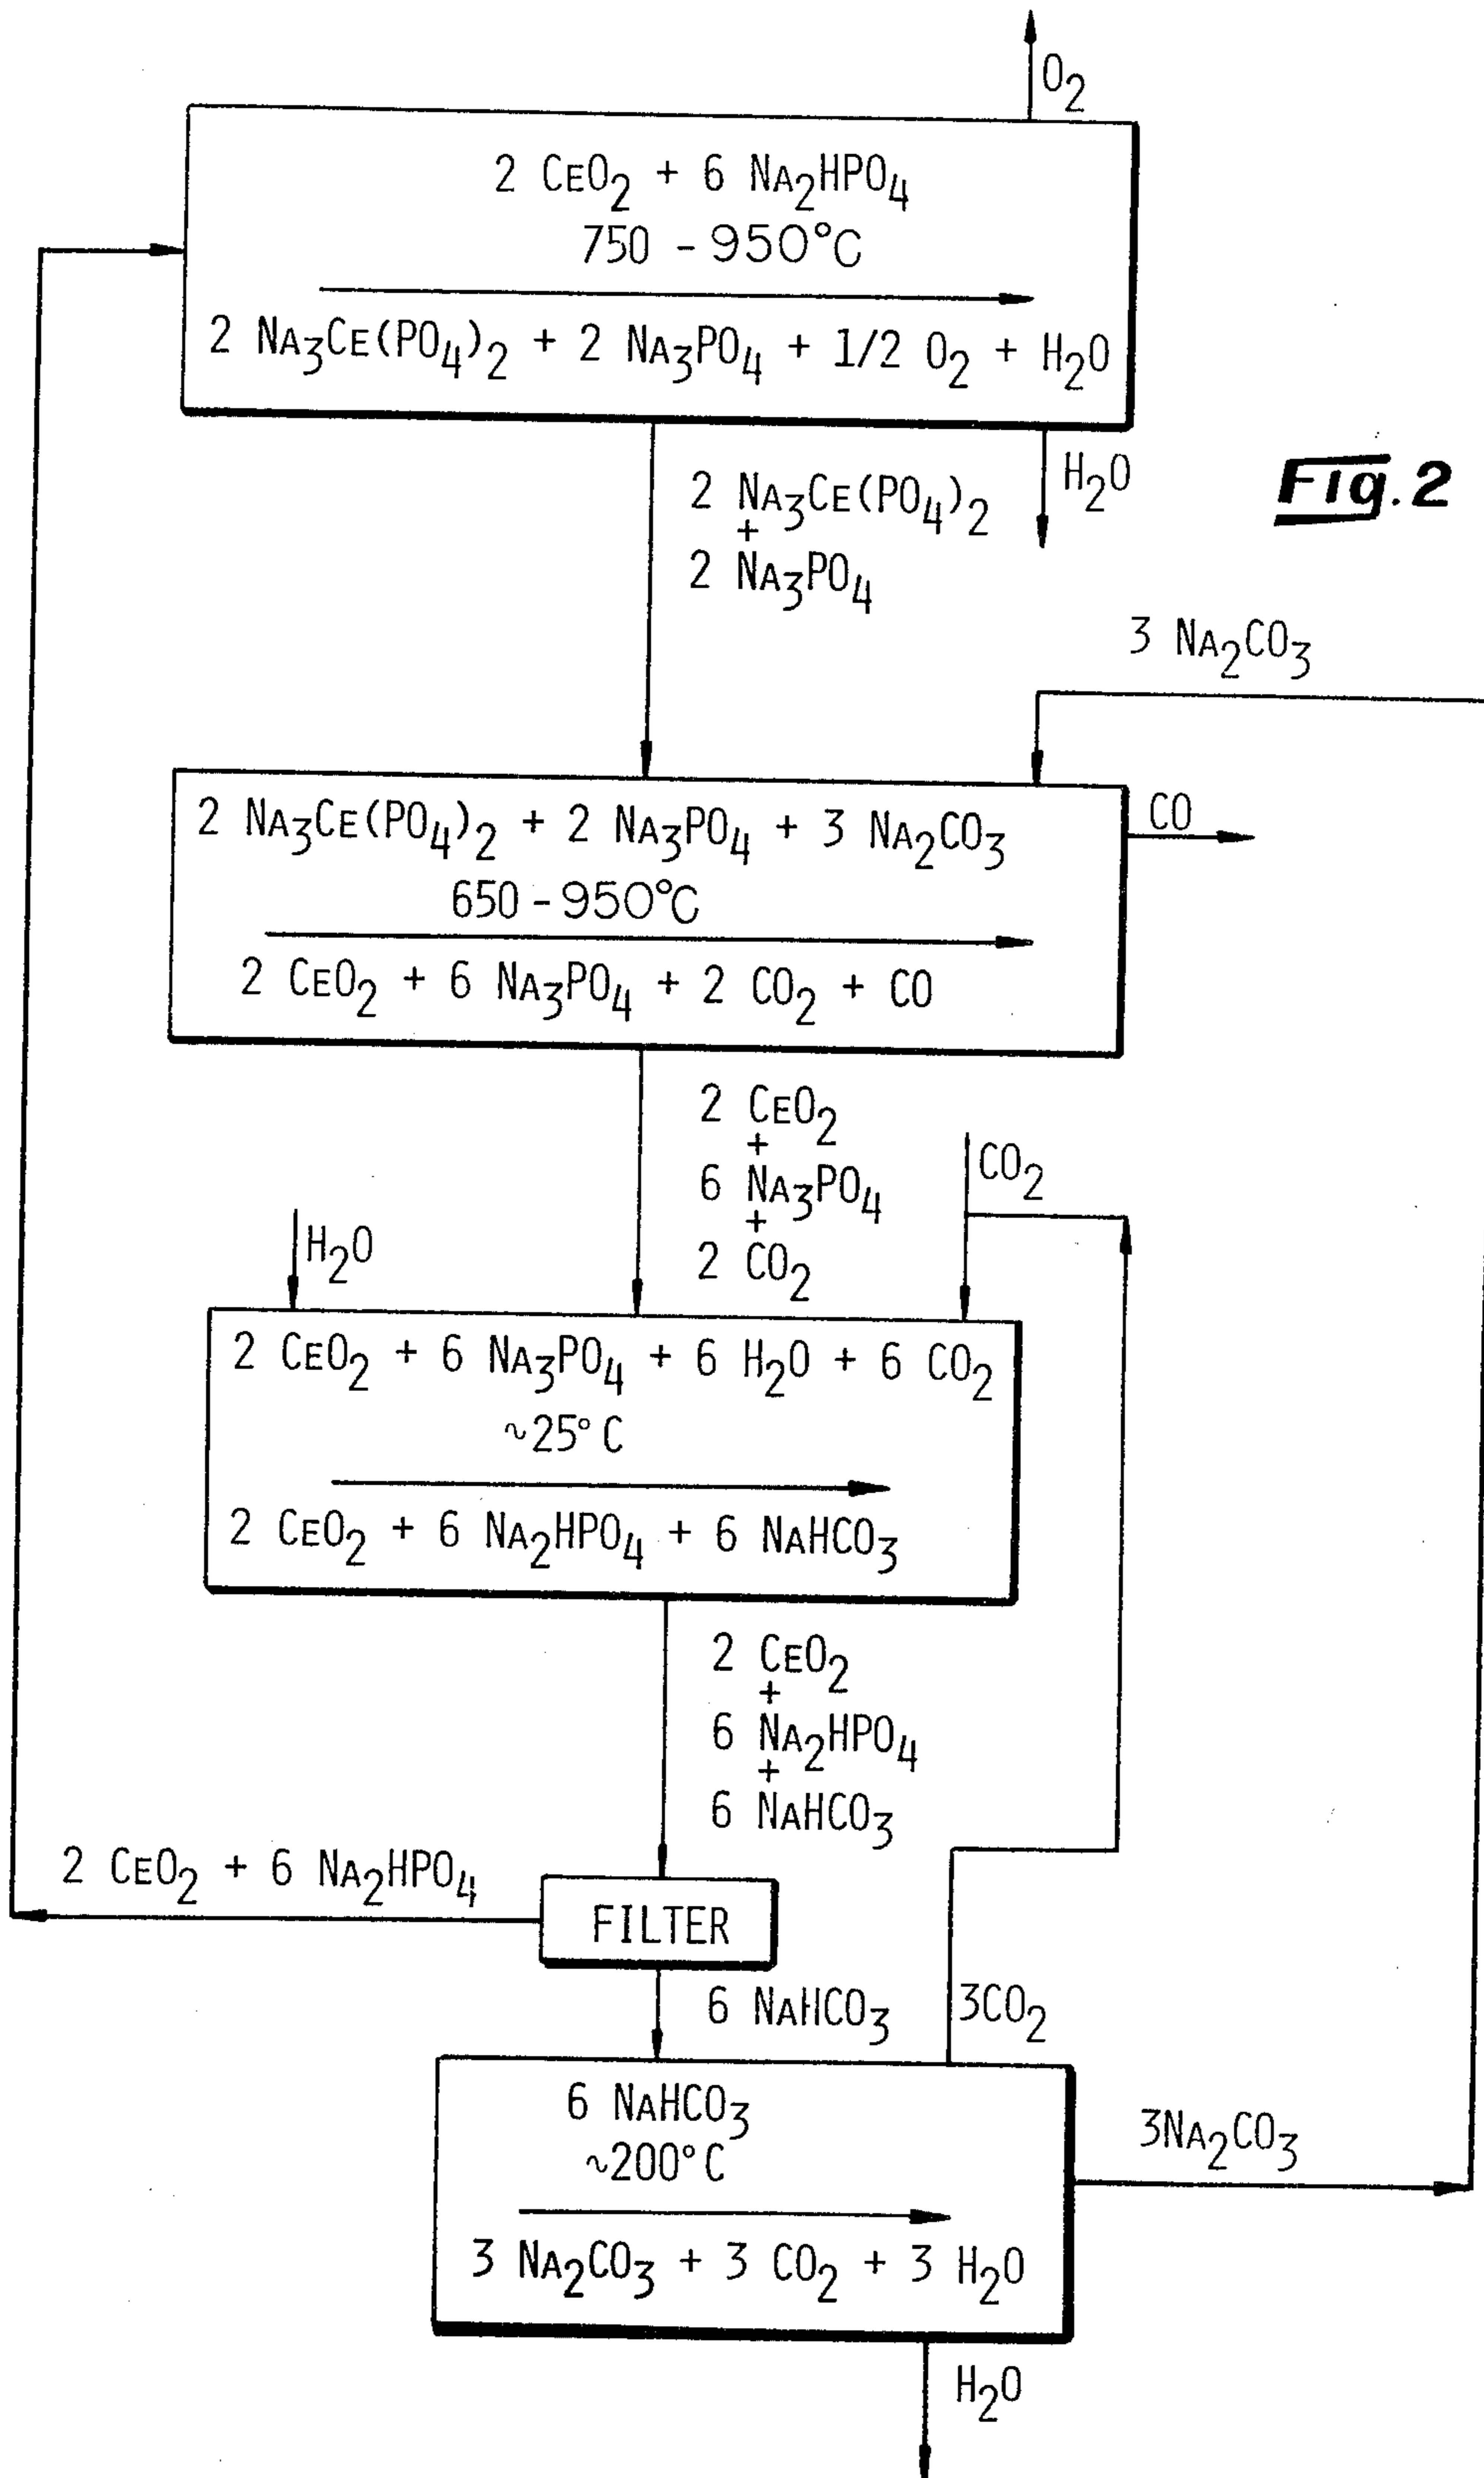 O2
2 CeO2 + 6 Na2HPO4
750 - 950°C
2 Na3Ce(PO4)2 + 2 Na3PO4 + 1/2 O2 + H2O
2 Na3Ce(PO4)2
+
2 Na3PO4
H2O
Fig. 2
3 Na2CO3
2 Na3Ce(PO4)2 + 2 Na3PO4 + 3 Na2CO3
650 - 950°C
2 CeO2 + 6 Na3PO4 + 2 CO2 + CO
CO
2 CeO2
+
6 Na3PO4
+
2 CO2
CO2
H2O
2 CeO2 + 6 Na3PO4 + 6 H2O + 6 CO2
~25°C
2 CeO2 + 6 Na2HPO4 + 6 NaHCO3
2 CeO2
+
6 Na2HPO4
+
6 NaHCO3
2 CeO2 + 6 Na2HPO4
FILTER
6 NaHCO3
3CO2
6 NaHCO3
~200°C
3 Na2CO3 + 3 CO2 + 3 H2O
3Na2CO3
H2O